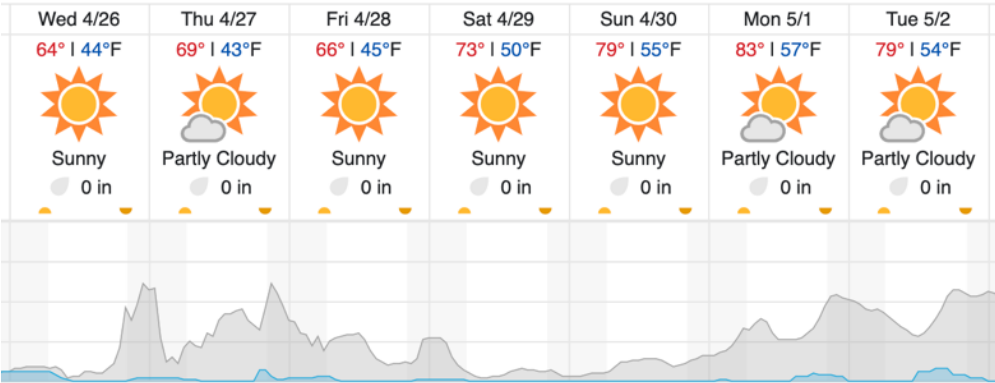 Wed 4/26 Thu 4/27 Fri 4/28 Sat 4/29 Sun 4/30 Mon 5/1 Tue 5/2
64° | 44°F 69° | 43°F 66° | 45°F 73° | 50°F 79° | 55°F 83° | 57°F 79° | 54°F
Sunny Partly Cloudy Sunny Sunny Sunny Partly Cloudy Partly Cloudy
0 in 0 in 0 in 0 in 0 in 0 in 0 in